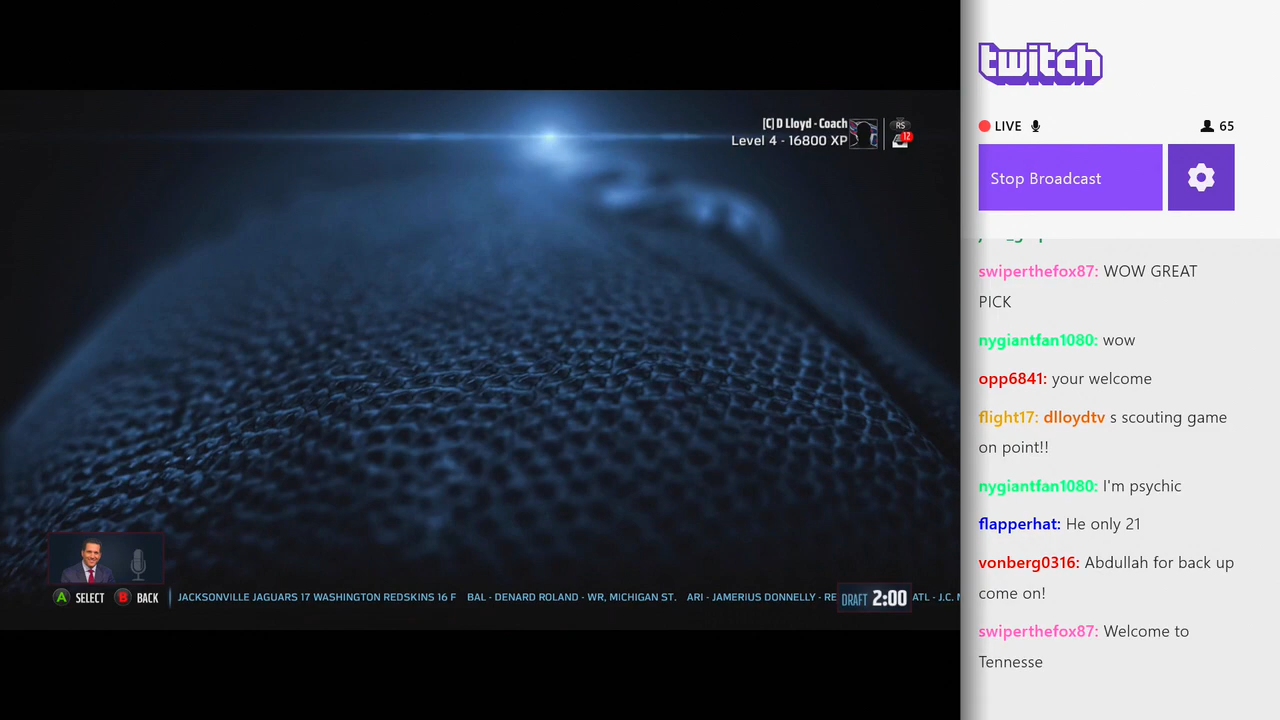 [C] D Lloyd - Coach
Level 4 - 16800 XP
RS
12
A SELECT B BACK
JACKSONVILLE JAGUARS 17 WASHINGTON REDSKINS 16 F BAL - DENARD ROLAND - WR, MICHIGAN ST. ARI - JAMERIUS DONNELLY - RE
DRAFT 2:00
ATL - J.C.
twitch
LIVE
65
Stop Broadcast
swiperthefox87: WOW GREAT
PICK
nygiantfan1080: wow
opp6841: your welcome
flight17: dlloydtv s scouting game
on point!!
nygiantfan1080: I'm psychic
flapperhat: He only 21
vonberg0316: Abdullah for back up
come on!
swiperthefox87: Welcome to
Tennesse